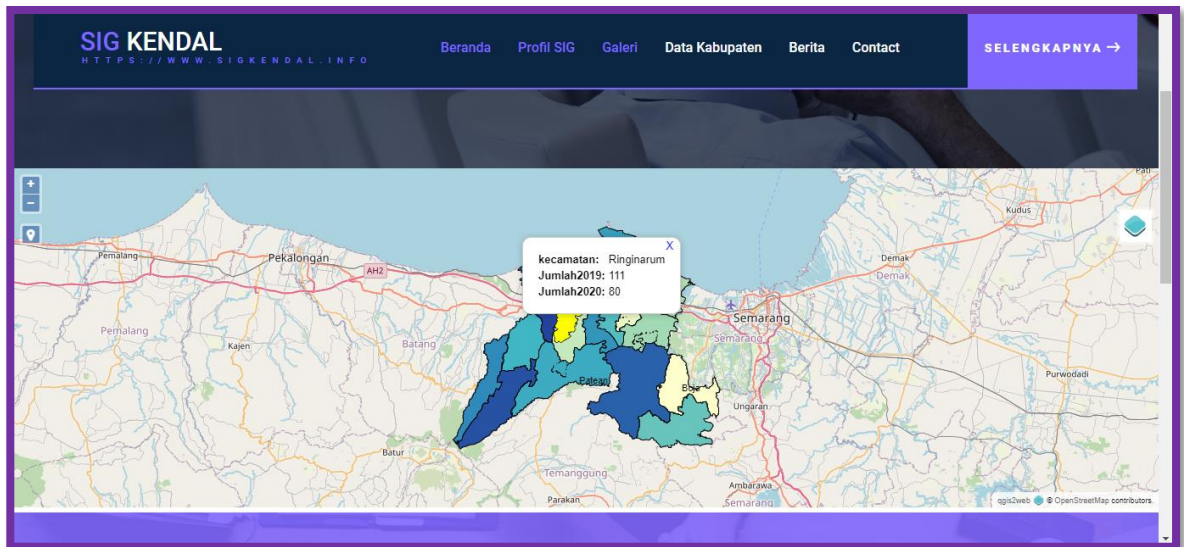 SIG KENDAL
HTTPS://WWW.SIGKENDAL.INFO
Beranda Profil SIG Galeri Data Kabupaten Berita Contact
SELENGKAPNYA →
+
-
Pati
Kudus
X
kecamatan: Ringinarum
Jumlah2019: 111
Jumlah2020: 80
Pemalang
Pekalongan
AH2
Demak
Demak
Semarang
Semarang
Pemalang
Kajen
Batang
Purwodadi
Patean
Boja
Ungaran
Batur
Temanggung
Ambarawa
Parakan
Semarang
qgis2web © OpenStreetMap contributors.